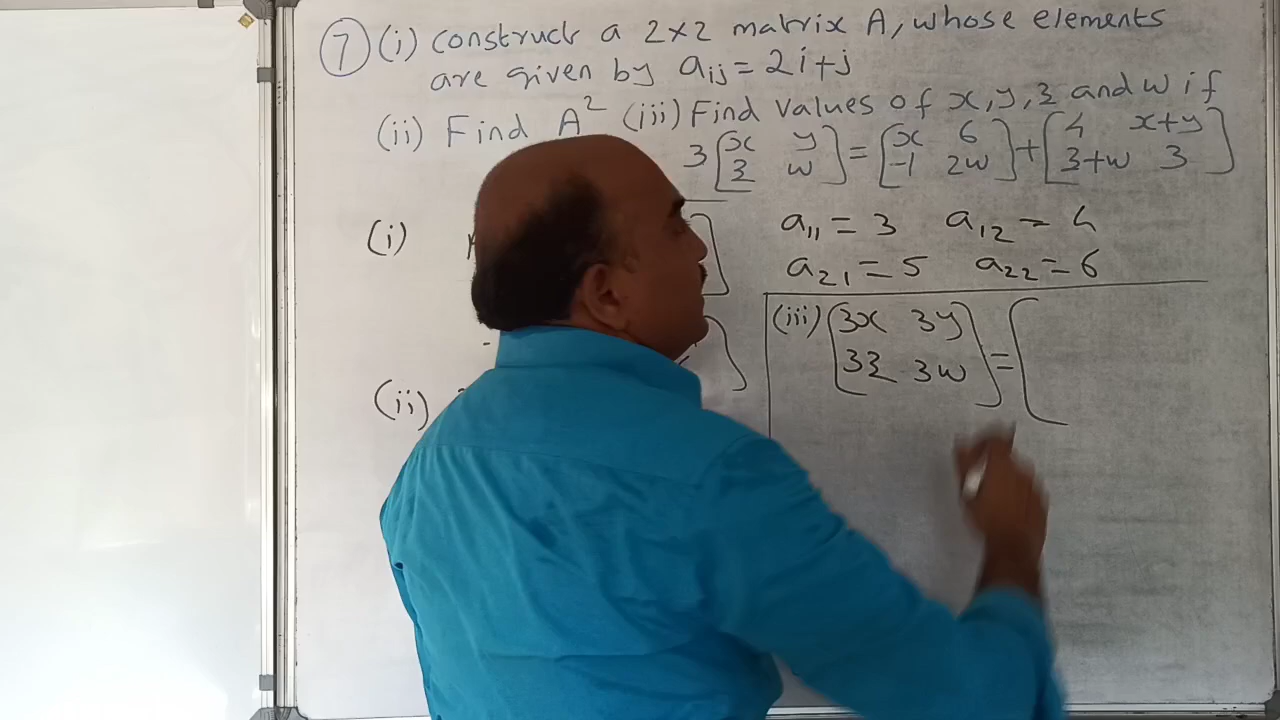 7 (i) construct a 2×2 matrix A, whose elements
are given by aij = 2i+j
(ii) Find A² (iii) Find values of x, y, z and w if
3 [x y = [x 6 + [4 x+y
z w] -1 2w] z+w 3]
(i) a11 = 3 a12 = 4
a21 = 5 a22 = 6
(iii) [3x 3y = [
3z 3w]
(ii)